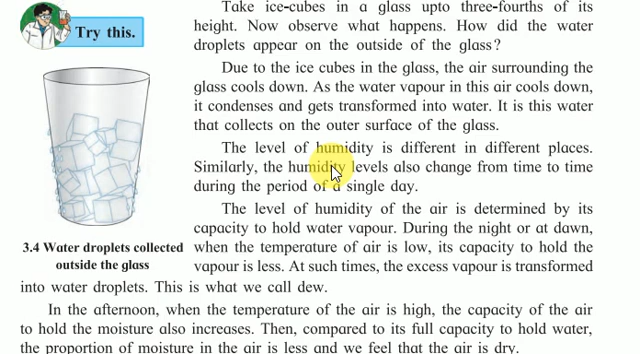 Try this.
Take ice-cubes in a glass upto three-fourths of its
height. Now observe what happens. How did the water
droplets appear on the outside of the glass?
Due to the ice cubes in the glass, the air surrounding the
glass cools down. As the water vapour in this air cools down,
it condenses and gets transformed into water. It is this water
that collects on the outer surface of the glass.
The level of humidity is different in different places.
Similarly, the humidity levels also change from time to time
during the period of a single day.
The level of humidity of the air is determined by its
capacity to hold water vapour. During the night or at dawn,
when the temperature of air is low, its capacity to hold the
vapour is less. At such times, the excess vapour is transformed
into water droplets. This is what we call dew.
3.4 Water droplets collected
outside the glass
In the afternoon, when the temperature of the air is high, the capacity of the air
to hold the moisture also increases. Then, compared to its full capacity to hold water,
the proportion of moisture in the air is less and we feel that the air is dry.